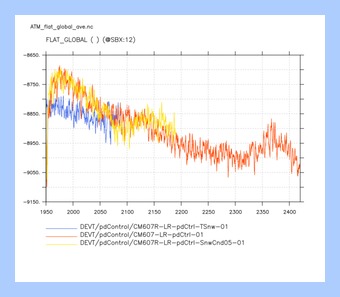 ATM_flat_global_ave.nc
FLAT_GLOBAL ( ) (@SBX:12)
-8650.
-8750.
-8850.
-8950.
-9050.
-9150.
1950 2000 2050 2100 2150 2200 2250 2300 2350 2400
DEVT/pdControl/CM607R-LR-pdCtrl-TSnw-01
DEVT/pdControl/CM607-LR-pdCtrl-01
DEVT/pdControl/CM607R-LR-pdCtrl-SnwCnd05-01